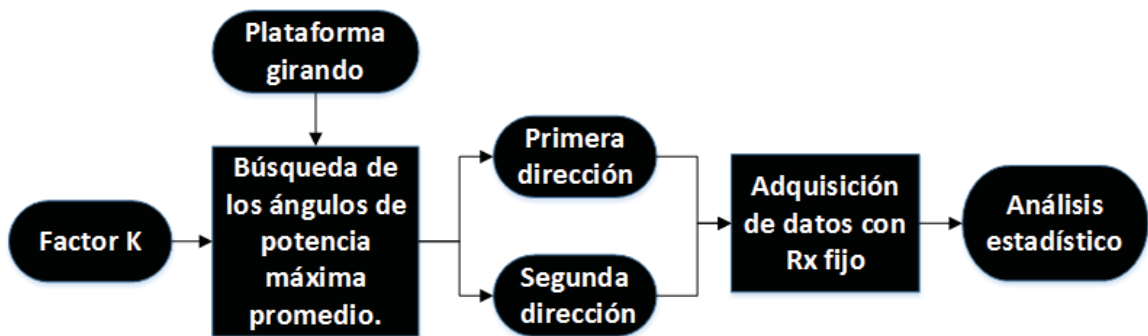 Plataforma
girando
Factor K
Búsqueda de
los ángulos de
potencia
máxima
promedio.
Primera
dirección
Segunda
dirección
Adquisición
de datos con
Rx fijo
Análisis
estadístico